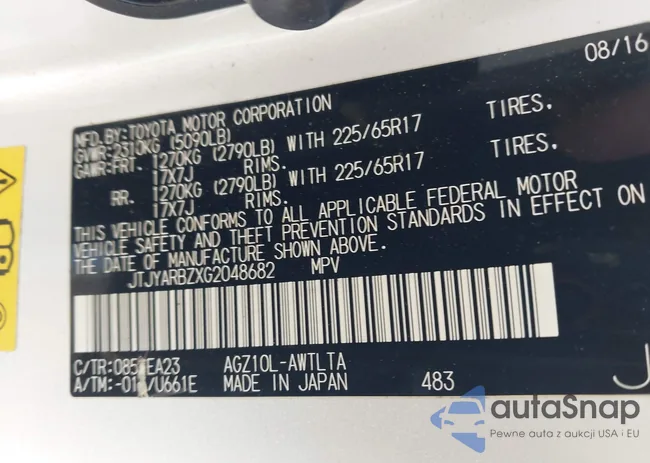 08/16
MFD.BY:TOYOTA MOTOR CORPORATION
GVWR:2310KG (5090LB)
GAWR:FRT. 1270KG (2790LB) WITH 225/65R17 TIRES.
17X7J RIMS.
RR. 1270KG (2790LB) WITH 225/65R17 TIRES.
17X7J RIMS.
THIS VEHICLE CONFORMS TO ALL APPLICABLE FEDERAL MOTOR
VEHICLE SAFETY AND THEFT PREVENTION STANDARDS IN EFFECT ON
THE DATE OF MANUFACTURE SHOWN ABOVE.
JTJYARBZXG2048682 MPV
AGZ10L-AWTLTA
A/TM: MADE IN JAPAN 483
J
autoSnap
Pewne auta z aukcji USA i EU